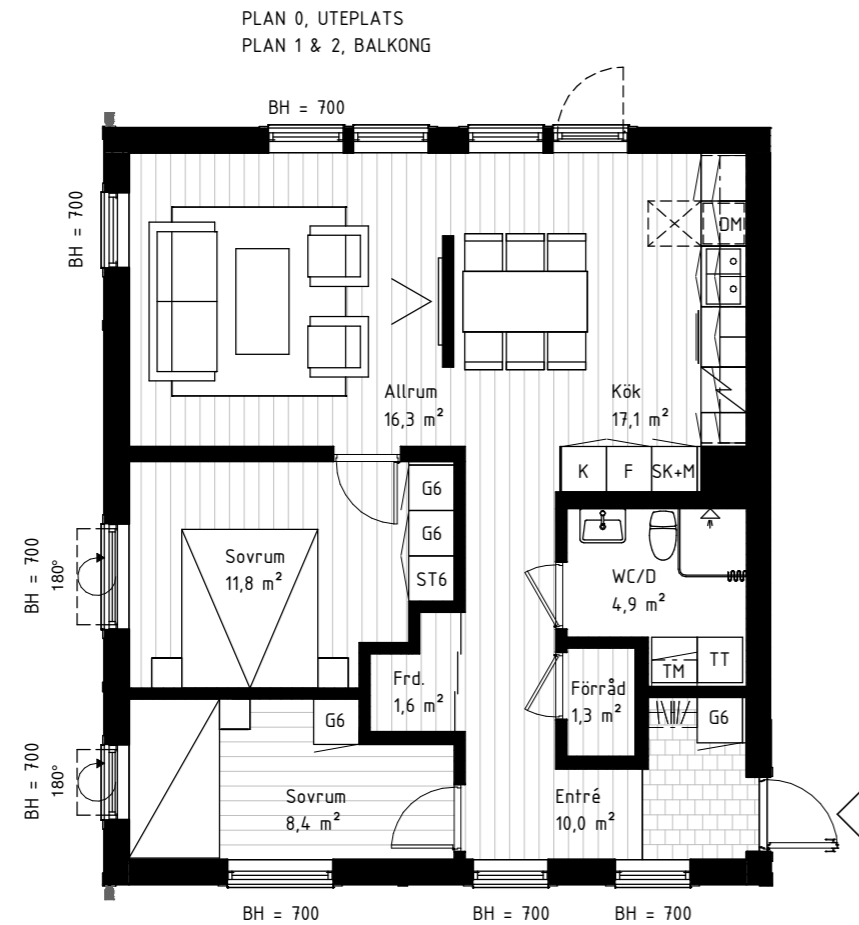 PLAN 0, UTEPLATS
PLAN 1 & 2, BALKONG
BH = 700
BH = 700
DM
Allrum
16,3 m²
Kök
17,1 m²
K
F
SK+M
G6
G6
ST6
Sovrum
11,8 m²
BH = 700
180°
WC/D
4,9 m²
TM
TT
Frd.
1,6 m²
Förråd
1,3 m²
G6
G6
BH = 700
180°
Sovrum
8,4 m²
Entré
10,0 m²
BH = 700
BH = 700
BH = 700